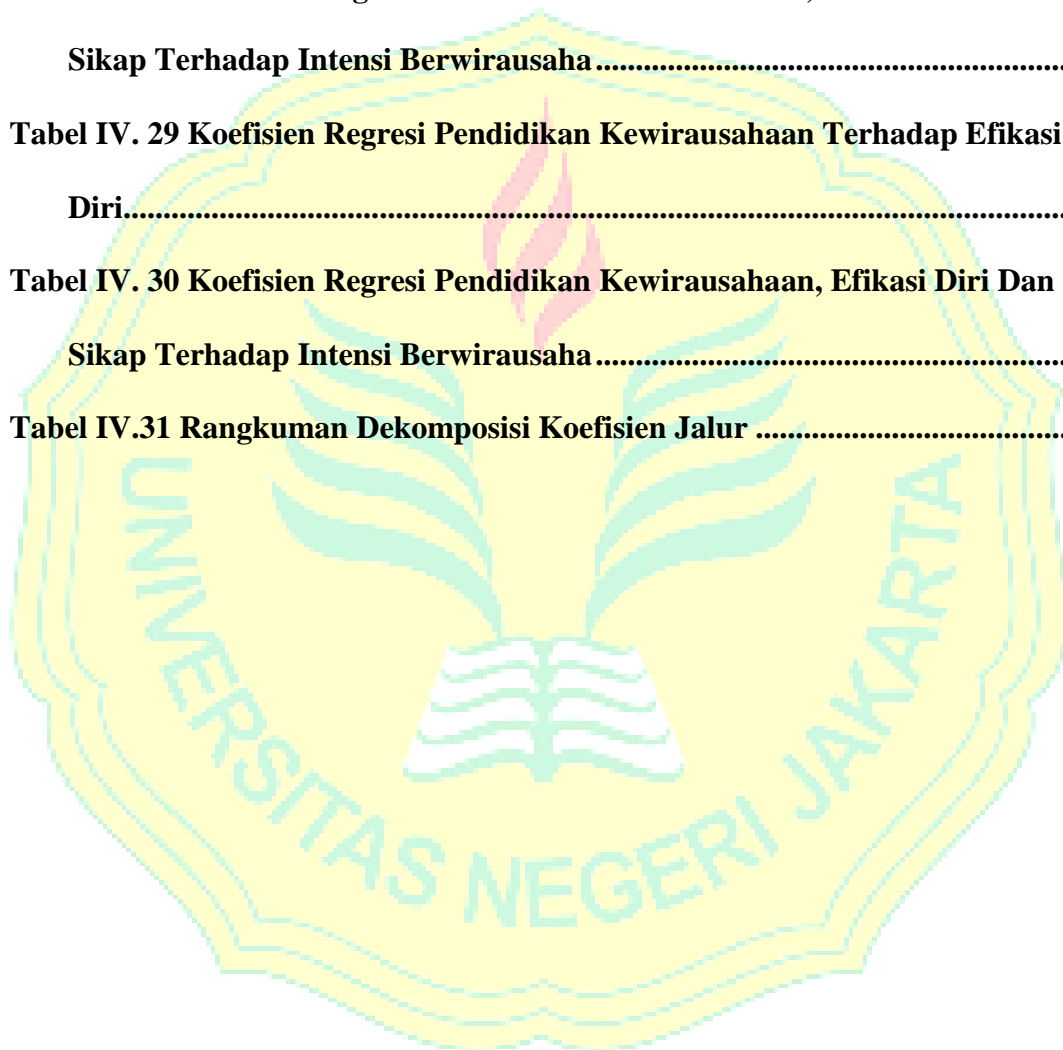 Sikap Terhadap Intensi Berwirausaha........................................................
Tabel IV. 29 Koefisien Regresi Pendidikan Kewirausahaan Terhadap Efikasi
Diri........................................................................................................
Tabel IV. 30 Koefisien Regresi Pendidikan Kewirausahaan, Efikasi Diri Dan
Sikap Terhadap Intensi Berwirausaha........................................................
Tabel IV.31 Rangkuman Dekomposisi Koefisien Jalur .....................................
UNIVERSITAS NEGERI JAKARTA